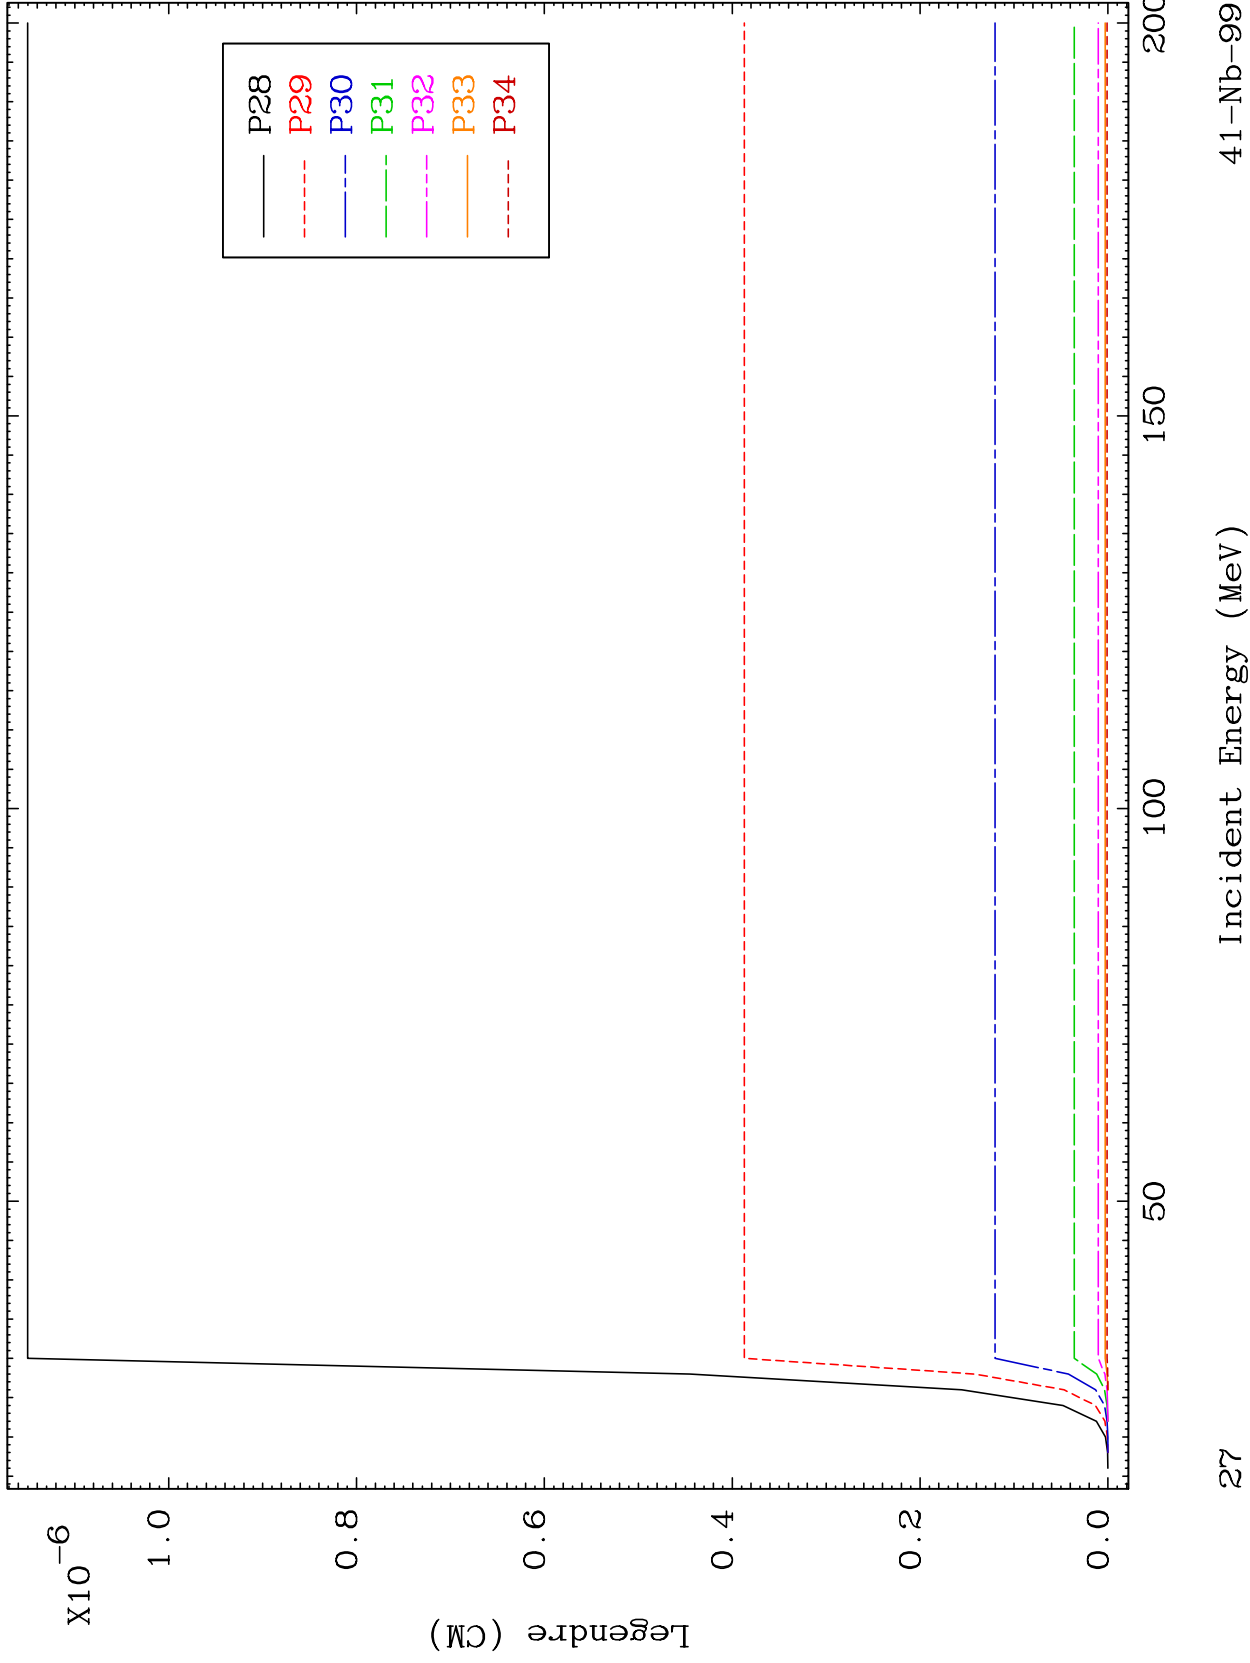 X10-6
1.0
0.8
0.6
0.4
0.2
0.0
Legendre (CM)
P28
P29
P30
P31
P32
P33
P34
50
100
150
200
Incident Energy (MeV)
27
41-Nb-99